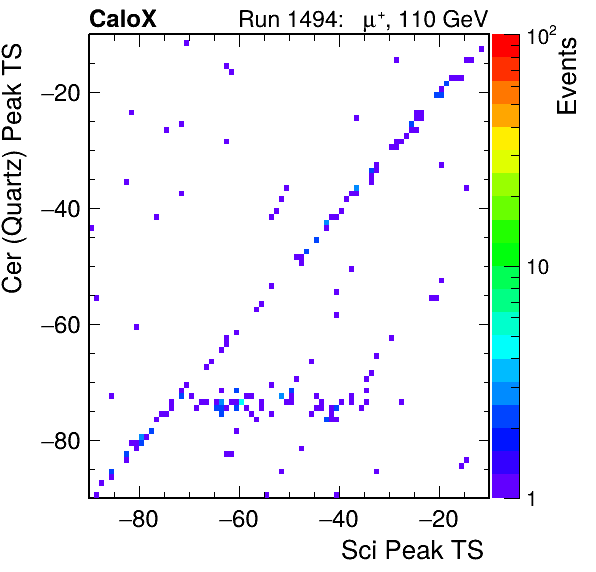 CaloX Run 1494: μ⁺, 110 GeV
Cer (Quartz) Peak TS
−20
−40
−60
−80
−80 −60 −40 −20
Sci Peak TS
10²
10
1
Events